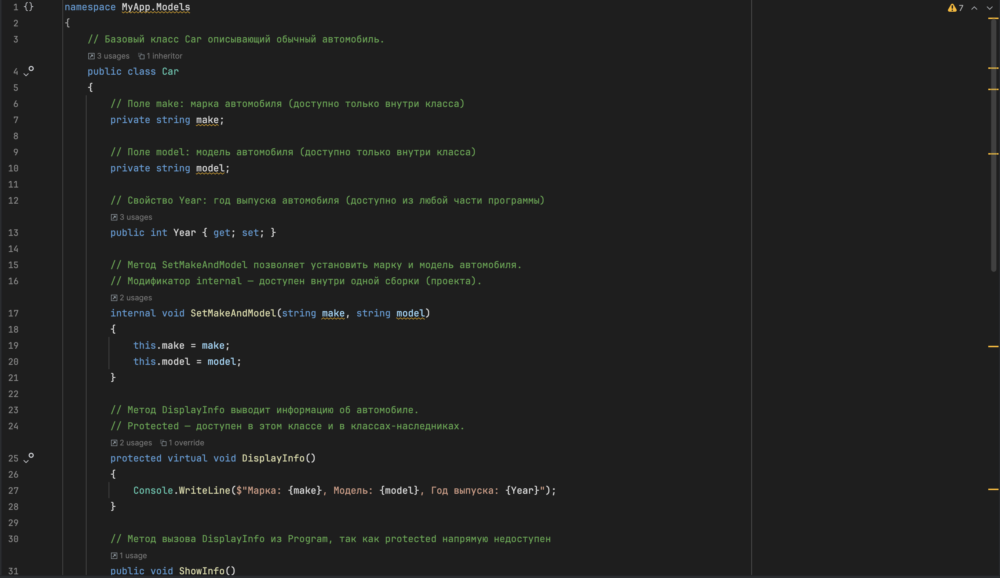 1 {} namespace MyApp.Models
7
2 {
3 // Базовый класс Car описывающий обычный автомобиль.
3 usages 1 inheritor
4 public class Car
5 {
6 // Поле make: марка автомобиля (доступно только внутри класса)
7 private string make;
8
9 // Поле model: модель автомобиля (доступно только внутри класса)
10 private string model;
11
12 // Свойство Year: год выпуска автомобиля (доступно из любой части программы)
3 usages
13 public int Year { get; set; }
14
15 // Метод SetMakeAndModel позволяет установить марку и модель автомобиля.
16 // Модификатор internal — доступен внутри одной сборки (проекта).
2 usages
17 internal void SetMakeAndModel(string make, string model)
18 {
19 this.make = make;
20 this.model = model;
21 }
22
23 // Метод DisplayInfo выводит информацию об автомобиле.
24 // Protected — доступен в этом классе и в классах-наследниках.
2 usages 1 override
25 protected virtual void DisplayInfo()
26 {
27 Console.WriteLine($"Марка: {make}, Модель: {model}, Год выпуска: {Year}");
28 }
29
30 // Метод вызова DisplayInfo из Program, так как protected напрямую недоступен
1 usage
31 public void ShowInfo()